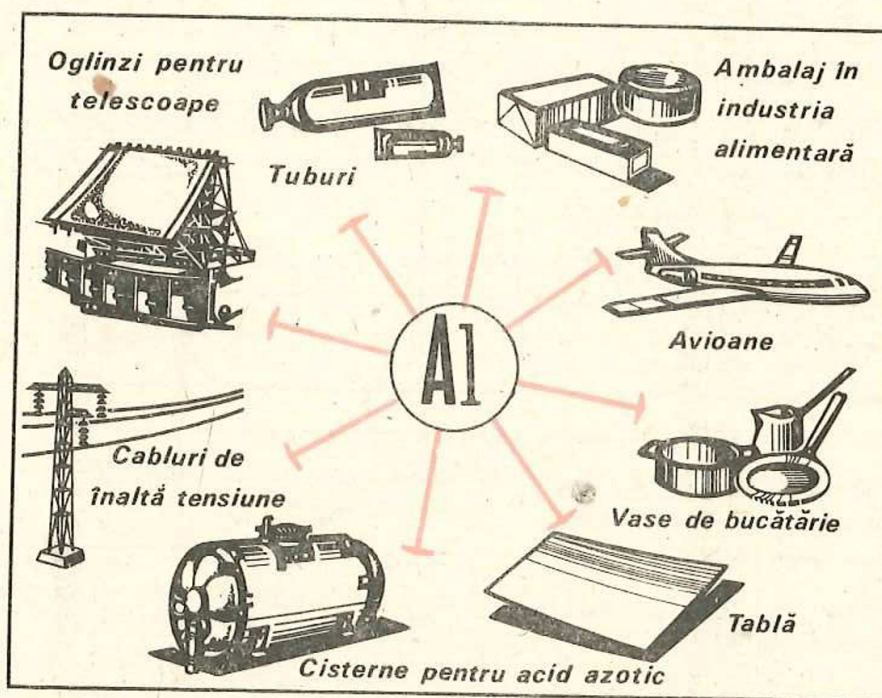 Oglinzi pentru
telescoape
Tuburi
Ambalaj în
industria
alimentară
Avioane
Al
Cabluri de
înaltă tensiune
Vase de bucătărie
Tablă
Cisterne pentru acid azotic